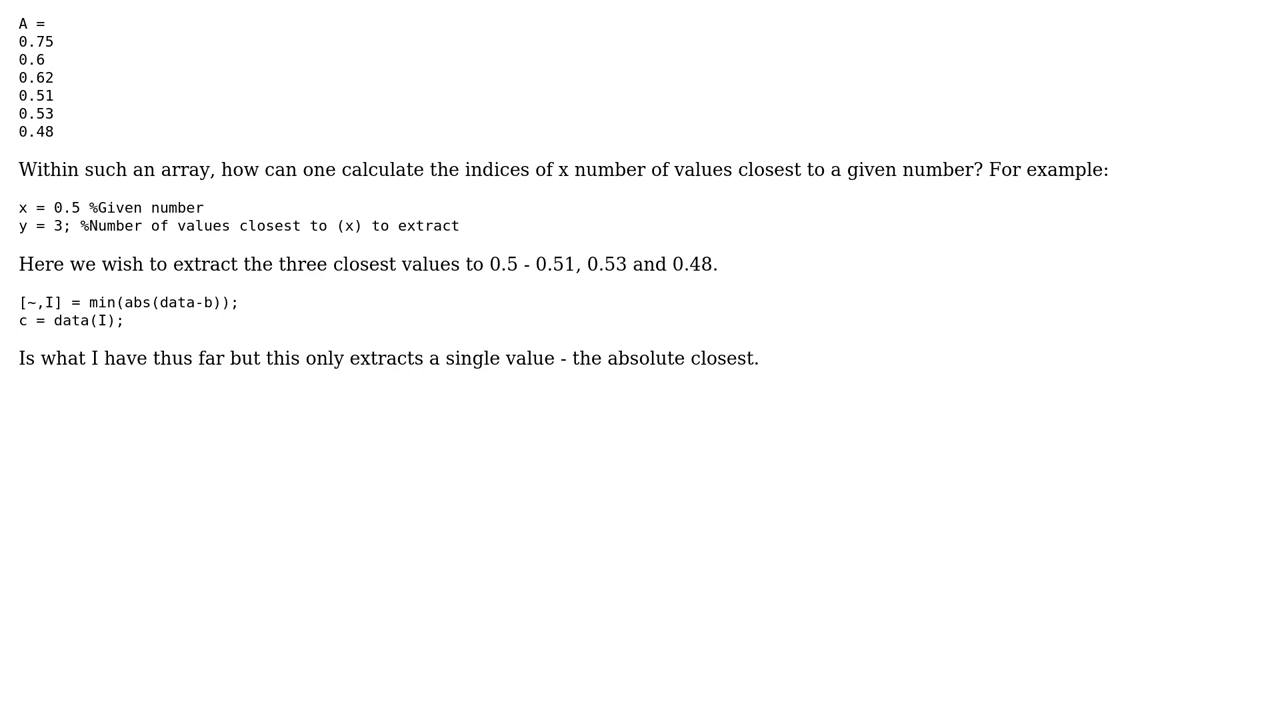 A =
0.75
0.6
0.62
0.51
0.53
0.48
Within such an array, how can one calculate the indices of x number of values closest to a given number? For example:
x = 0.5 %Given number
y = 3; %Number of values closest to (x) to extract
Here we wish to extract the three closest values to 0.5 - 0.51, 0.53 and 0.48.
[~,I] = min(abs(data-b));
c = data(I);
Is what I have thus far but this only extracts a single value - the absolute closest.